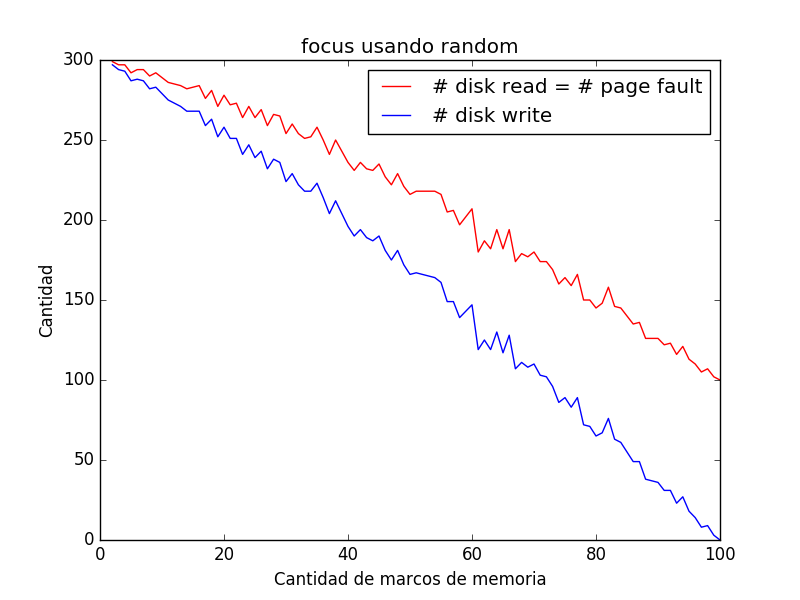 focus usando random
# disk read = # page fault
# disk write
Cantidad
300
250
200
150
100
50
0
0 20 40 60 80 100
Cantidad de marcos de memoria